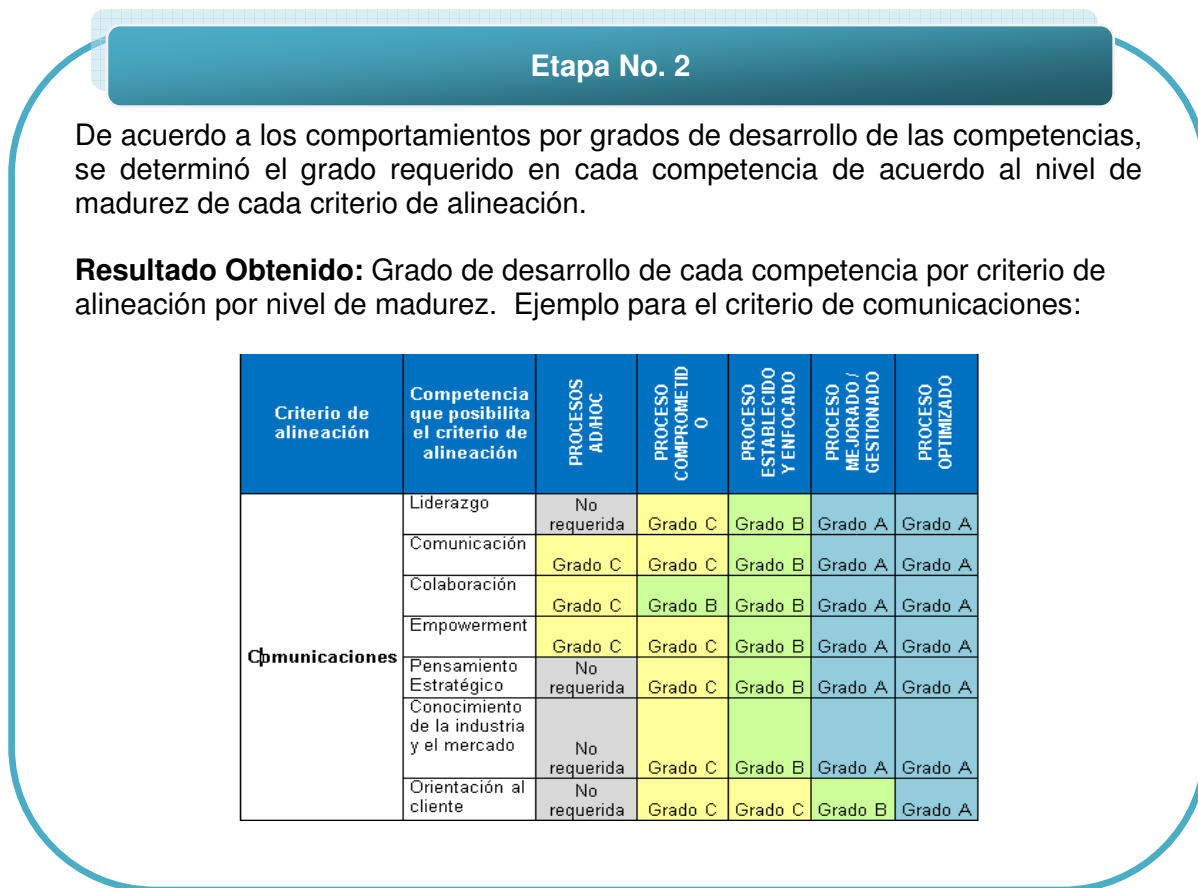 Etapa No. 2
De acuerdo a los comportamientos por grados de desarrollo de las competencias,
se determinó el grado requerido en cada competencia de acuerdo al nivel de
madurez de cada criterio de alineación.
Resultado Obtenido: Grado de desarrollo de cada competencia por criterio de
alineación por nivel de madurez. Ejemplo para el criterio de comunicaciones:
Criterio de
alineación
Competencia
que posibilita
el criterio de
alineación
PROCESOS
AD/HOC
PROCESO
COMPROMETID
O
PROCESO
ESTABLECIDO
Y ENFOCADO
PROCESO
MEJORADO /
GESTIONADO
PROCESO
OPTIMIZADO
Comunicaciones
Liderazgo
No
requerida
Grado C
Grado B
Grado A
Grado A
Comunicación
Grado C
Grado C
Grado B
Grado A
Grado A
Colaboración
Grado C
Grado B
Grado B
Grado A
Grado A
Empowerment
Grado C
Grado C
Grado B
Grado A
Grado A
Pensamiento
Estratégico
No
requerida
Grado C
Grado B
Grado A
Grado A
Conocimiento
de la industria
y el mercado
No
requerida
Grado C
Grado B
Grado A
Grado A
Orientación al
cliente
No
requerida
Grado C
Grado C
Grado B
Grado A